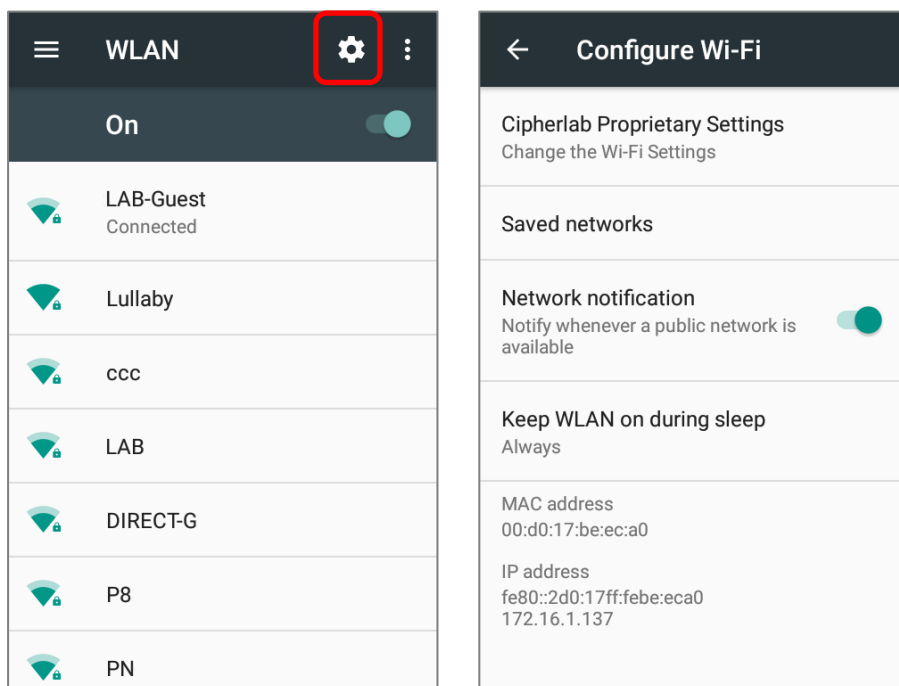 WLAN
On
LAB-Guest
Connected
Lullaby
ccc
LAB
DIRECT-G
P8
PN
Configure Wi-Fi
Cipherlab Proprietary Settings
Change the Wi-Fi Settings
Saved networks
Network notification
Notify whenever a public network is
available
Keep WLAN on during sleep
Always
MAC address
00:d0:17:be:ec:a0
IP address
fe80::2d0:17ff:febe:eca0
172.16.1.137